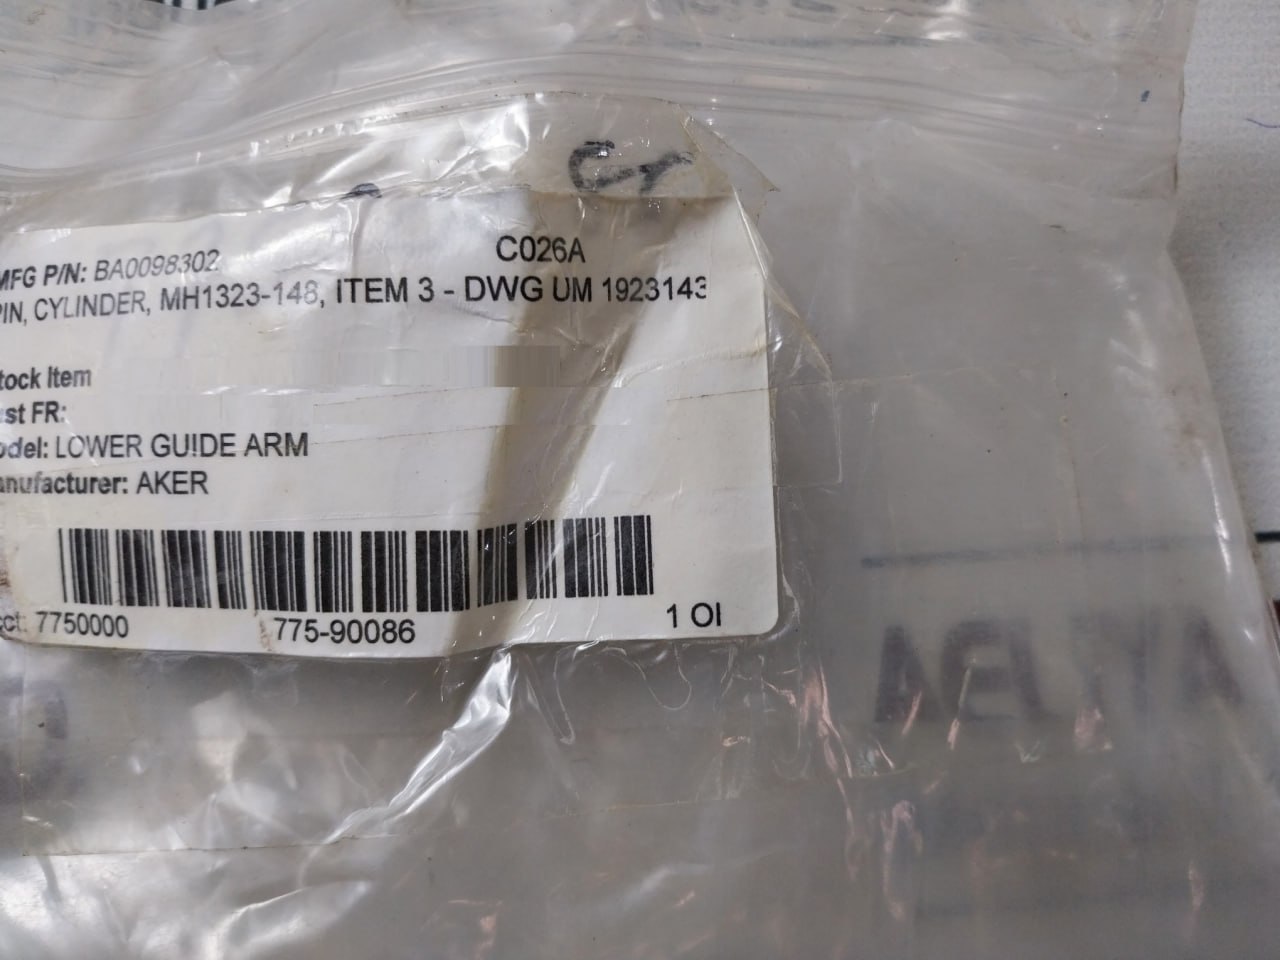 Cr
MFG P/N: BA0098302 C026A
PIN, CYLINDER, MH1323-148, ITEM 3 - DWG UM 1923143
tock Item
st FR:
odel: LOWER GUIDE ARM
anufacturer: AKER
cct: 7750000 775-90086 1 OI